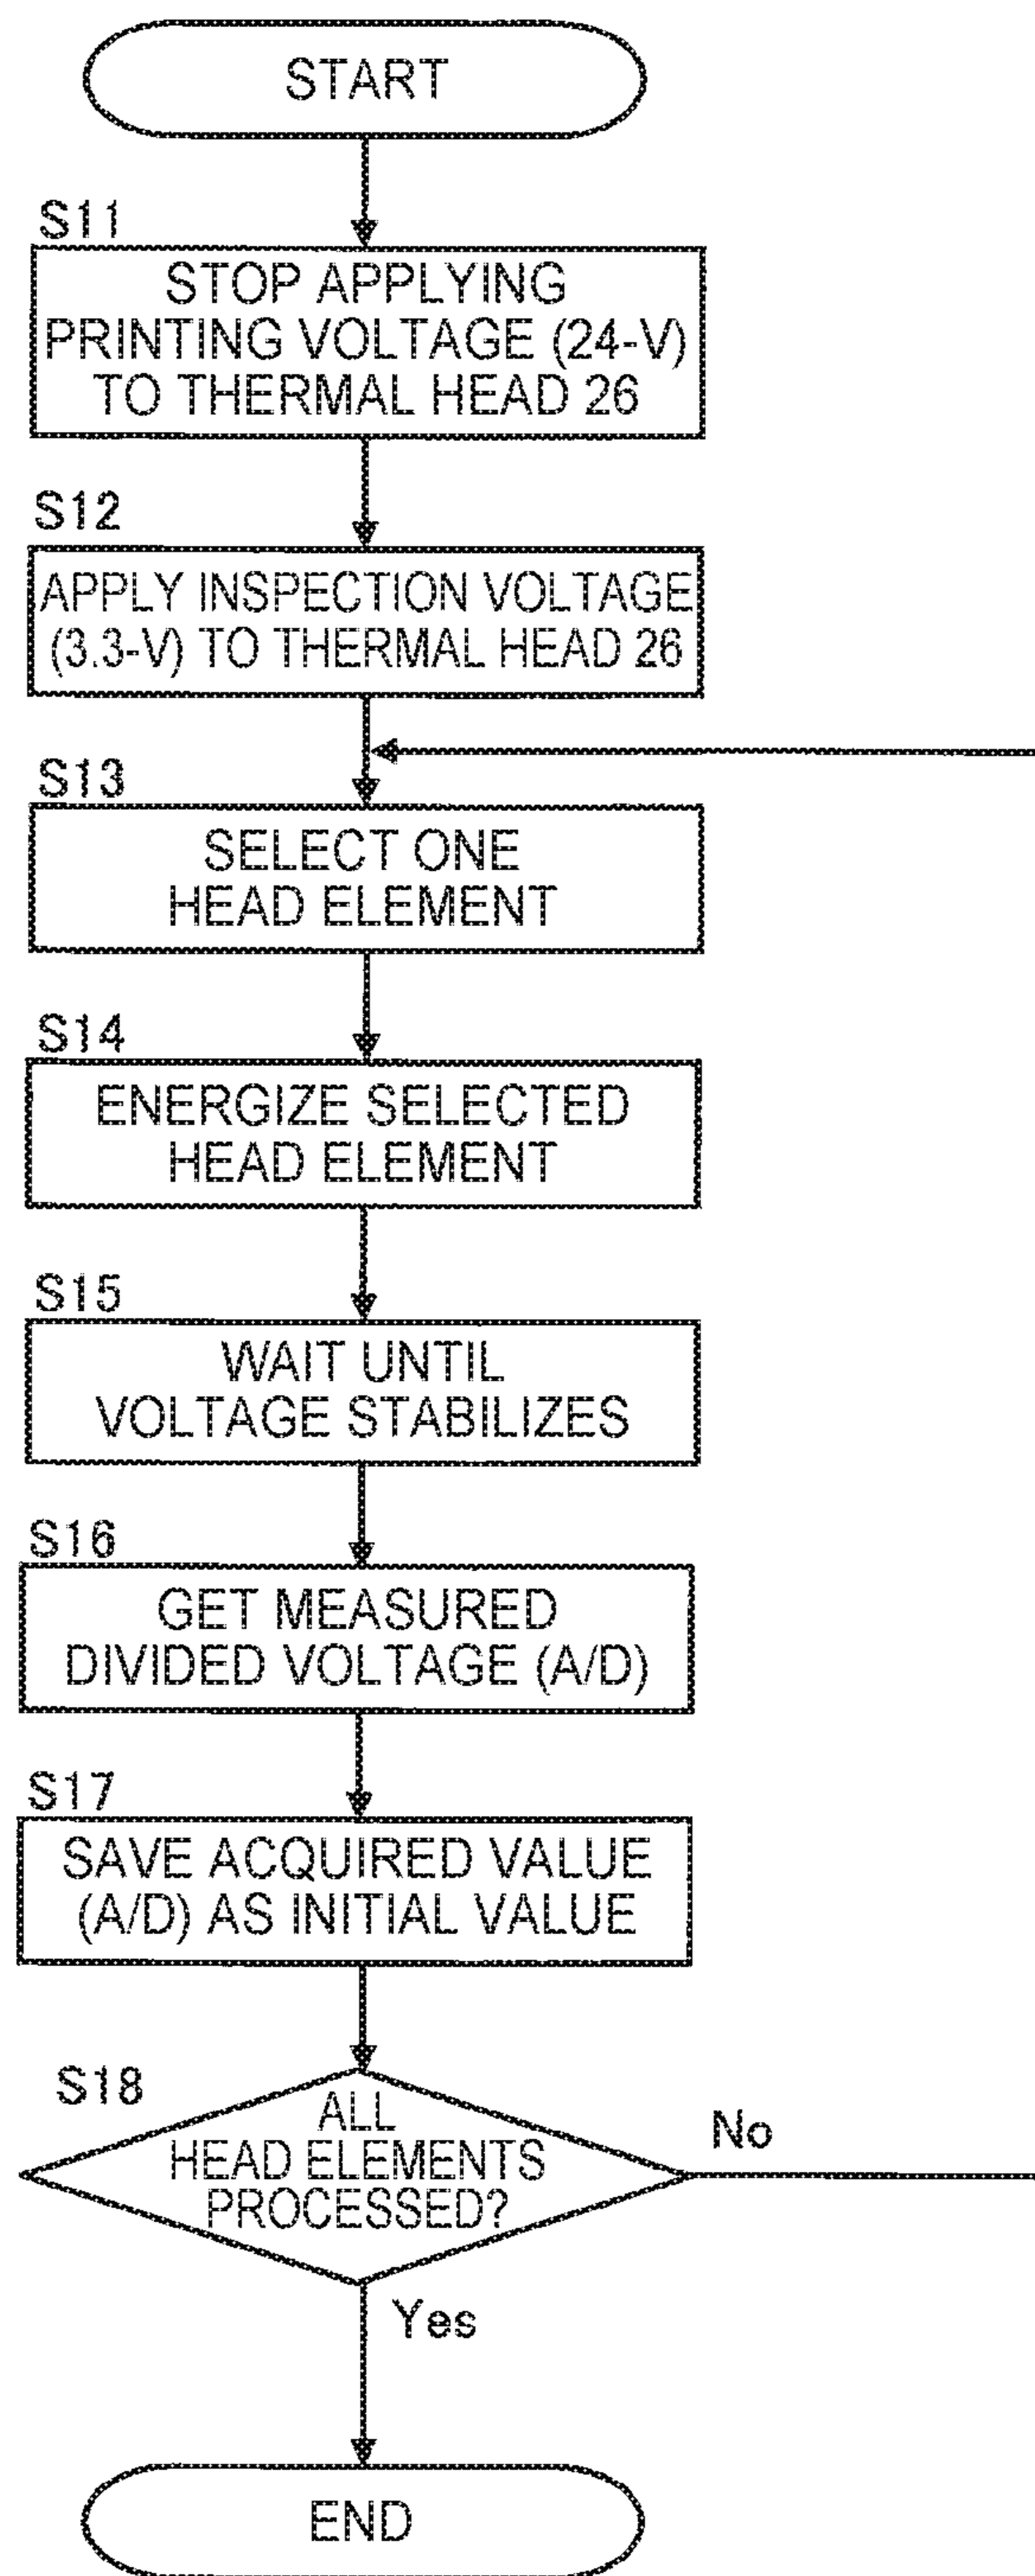 START
S11
STOP APPLYING
PRINTING VOLTAGE (24-V)
TO THERMAL HEAD 26
S12
APPLY INSPECTION VOLTAGE
(3.3-V) TO THERMAL HEAD 26
S13
SELECT ONE
HEAD ELEMENT
S14
ENERGIZE SELECTED
HEAD ELEMENT
S15
WAIT UNTIL
VOLTAGE STABILIZES
S16
GET MEASURED
DIVIDED VOLTAGE (A/D)
S17
SAVE ACQUIRED VALUE
(A/D) AS INITIAL VALUE
S18
ALL
HEAD ELEMENTS
PROCESSED?
No
Yes
END